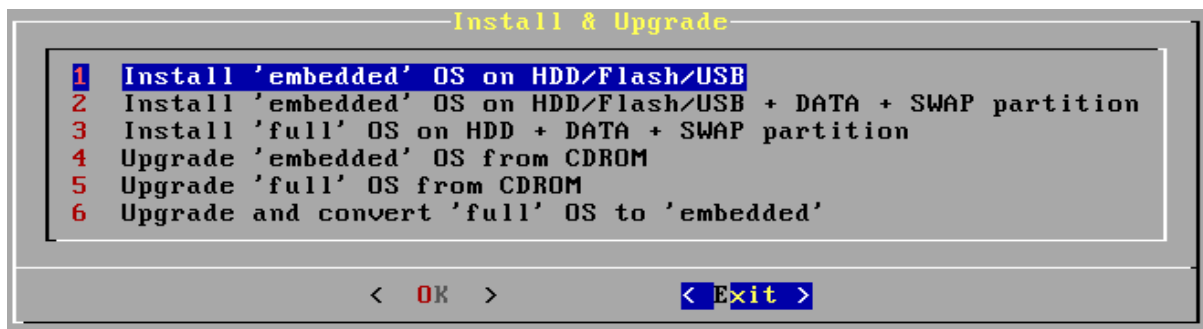 Install & Upgrade
1 Install 'embedded' OS on HDD/Flash/USB
2 Install 'embedded' OS on HDD/Flash/USB + DATA + SWAP partition
3 Install 'full' OS on HDD + DATA + SWAP partition
4 Upgrade 'embedded' OS from CDROM
5 Upgrade 'full' OS from CDROM
6 Upgrade and convert 'full' OS to 'embedded'
< OK > < Exit >